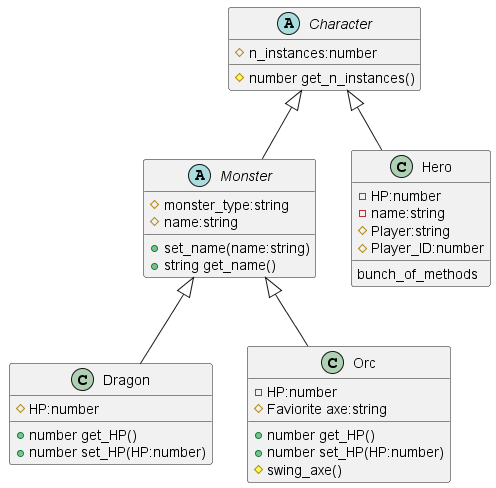 A Character
n_instances:number
number get_n_instances()
A Monster
monster_type:string
name:string
set_name(name:string)
string get_name()
C Hero
HP:number
name:string
Player:string
Player_ID:number
bunch_of_methods
C Dragon
HP:number
number get_HP()
number set_HP(HP:number)
C Orc
HP:number
Faviorite axe:string
number get_HP()
number set_HP(HP:number)
swing_axe()